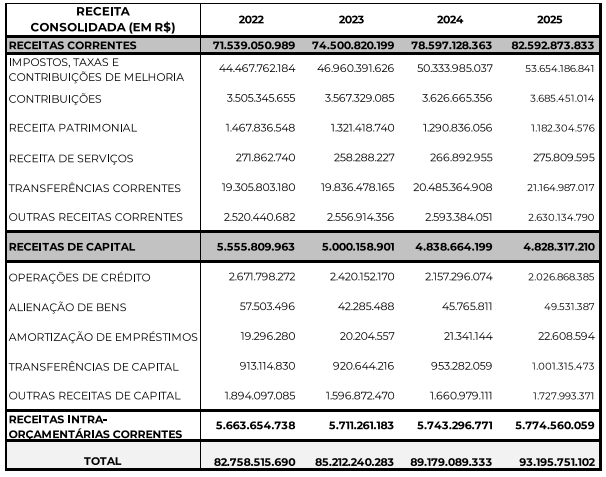 RECEITA
CONSOLIDADA (EM R$) 2022 2023 2024 2025
RECEITAS CORRENTES 71.539.050.989 74.500.820.199 78.597.128.363 82.592.873.833
IMPOSTOS, TAXAS E
CONTRIBUIÇÕES DE MELHORIA 44.467.762.184 46.960.391.626 50.333.985.037 53.654.186.841
CONTRIBUIÇÕES 3.505.345.655 3.567.329.085 3.626.665.356 3.685.451.014
RECEITA PATRIMONIAL 1.467.836.548 1.321.418.740 1.290.836.056 1.182.304.576
RECEITA DE SERVIÇOS 271.862.740 258.288.227 266.892.955 275.809.595
TRANSFERÊNCIAS CORRENTES 19.305.803.180 19.836.478.165 20.485.364.908 21.164.987.017
OUTRAS RECEITAS CORRENTES 2.520.440.682 2.556.914.356 2.593.384.051 2.630.134.790
RECEITAS DE CAPITAL 5.555.809.963 5.000.158.901 4.838.664.199 4.828.317.210
OPERAÇÕES DE CRÉDITO 2.671.798.272 2.420.152.170 2.157.296.074 2.026.868.385
ALIENAÇÃO DE BENS 57.503.496 42.285.488 45.765.811 49.531.387
AMORTIZAÇÃO DE EMPRÉSTIMOS 19.296.280 20.204.557 21.341.144 22.608.594
TRANSFERÊNCIAS DE CAPITAL 913.114.830 920.644.216 953.282.059 1.001.315.473
OUTRAS RECEITAS DE CAPITAL 1.894.097.085 1.596.872.470 1.660.979.111 1.727.993.371
RECEITAS INTRA-
ORÇAMENTÁRIAS CORRENTES 5.663.654.738 5.711.261.183 5.743.296.771 5.774.560.059
TOTAL 82.758.515.690 85.212.240.283 89.179.089.333 93.195.751.102